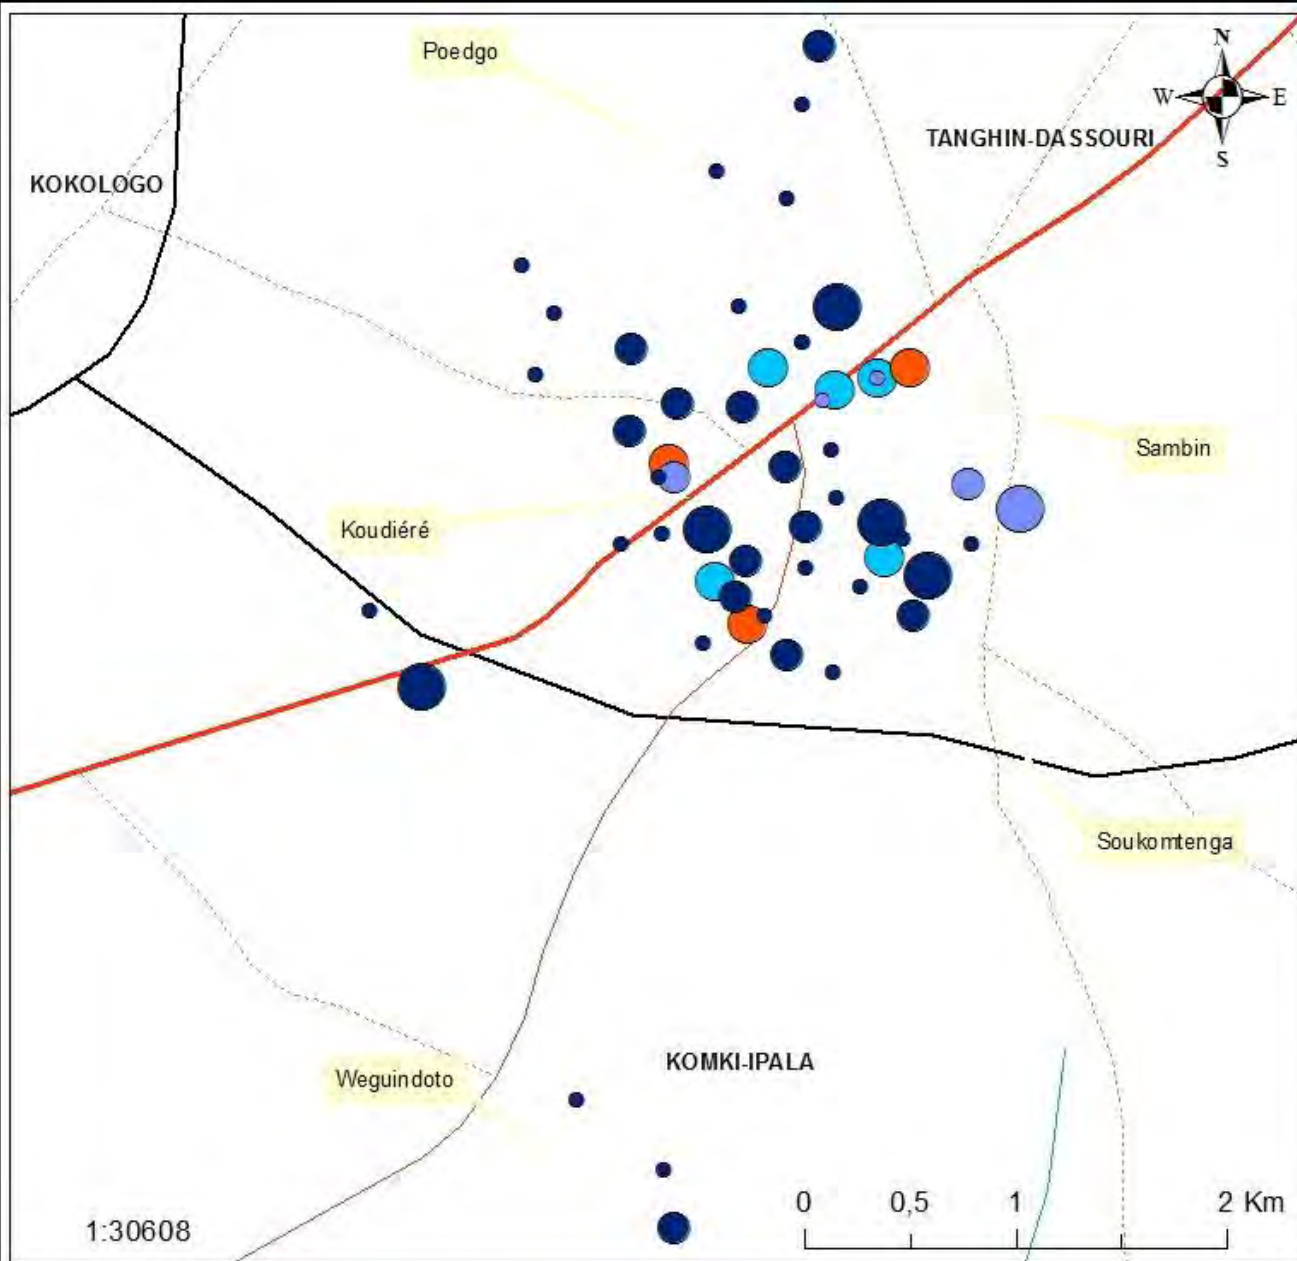 Poedgo
N
W
E
TANGHIN-DASSOURI
S
KOKOLOGO
Sambin
Koudiéré
Soukomtenga
KOMKI-IPALA
Weguindoto
0 0,5 1 2 Km
1:30608